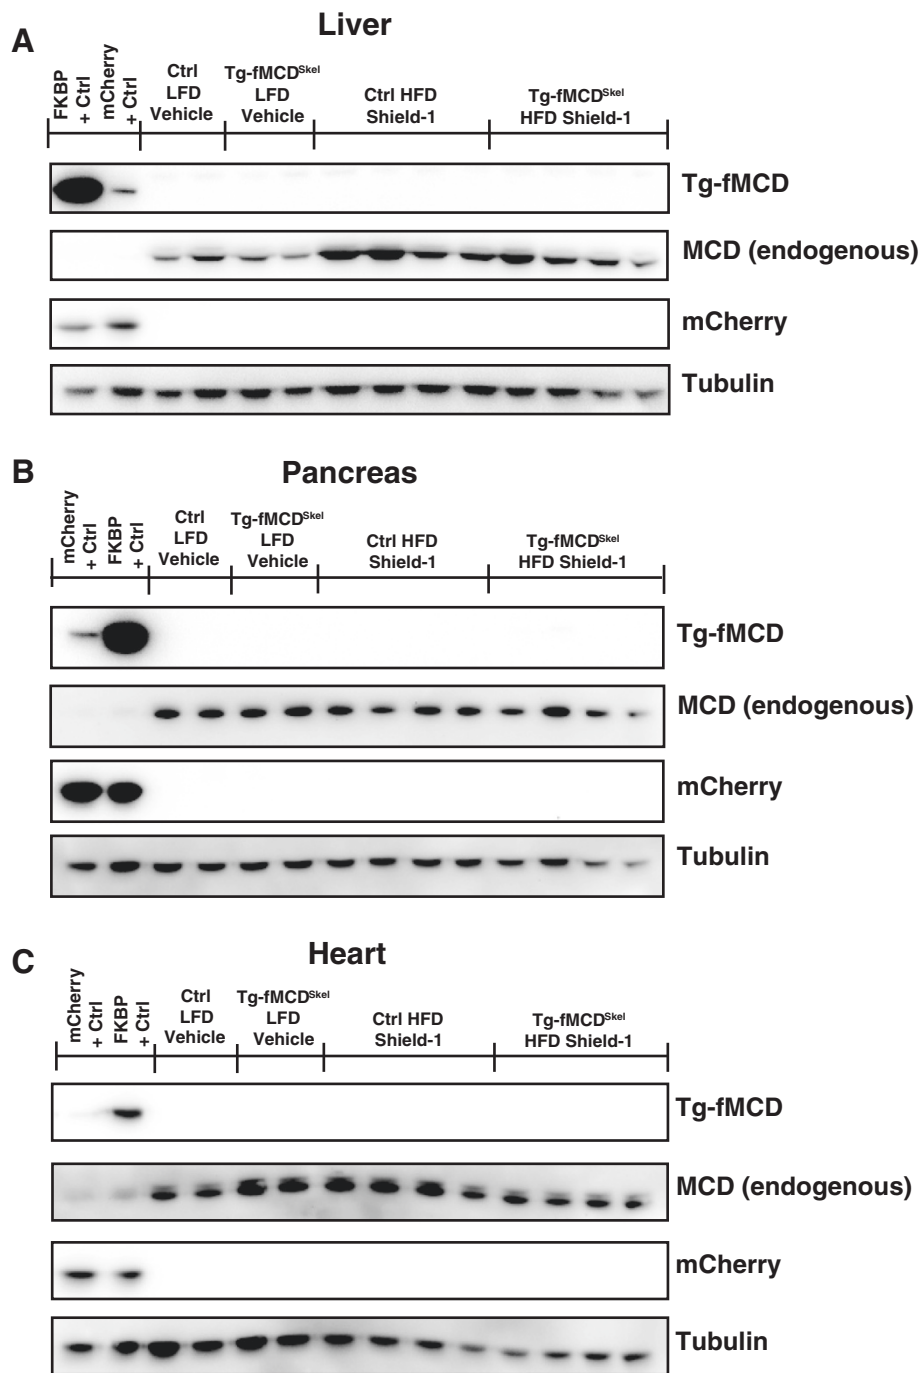 A
Liver
FKBP
+ Ctrl
mCherry
+ Ctrl
Ctrl
LFD
Vehicle
Tg-fMCDSkel
LFD
Vehicle
Ctrl HFD
Shield-1
Tg-fMCDSkel
HFD Shield-1
Tg-fMCD
MCD (endogenous)
mCherry
Tubulin
B
Pancreas
mCherry
+ Ctrl
FKBP
+ Ctrl
Ctrl
LFD
Vehicle
Tg-fMCDSkel
LFD
Vehicle
Ctrl HFD
Shield-1
Tg-fMCDSkel
HFD Shield-1
Tg-fMCD
MCD (endogenous)
mCherry
Tubulin
C
Heart
mCherry
+ Ctrl
FKBP
+ Ctrl
Ctrl
LFD
Vehicle
Tg-fMCDSkel
LFD
Vehicle
Ctrl HFD
Shield-1
Tg-fMCDSkel
HFD Shield-1
Tg-fMCD
MCD (endogenous)
mCherry
Tubulin